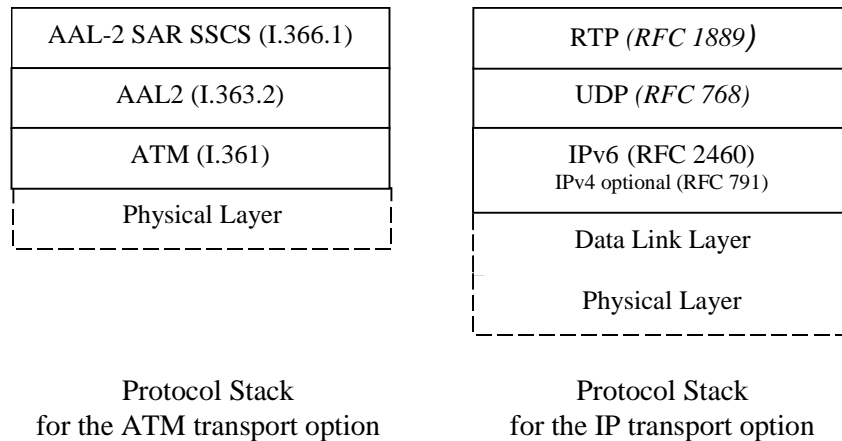 AAL-2 SAR SSCS (I.366.1)
AAL2 (I.363.2)
ATM (I.361)
Physical Layer
Protocol Stack
for the ATM transport option
RTP (RFC 1889)
UDP (RFC 768)
IPv6 (RFC 2460)
IPv4 optional (RFC 791)
Data Link Layer
Physical Layer
Protocol Stack
for the IP transport option